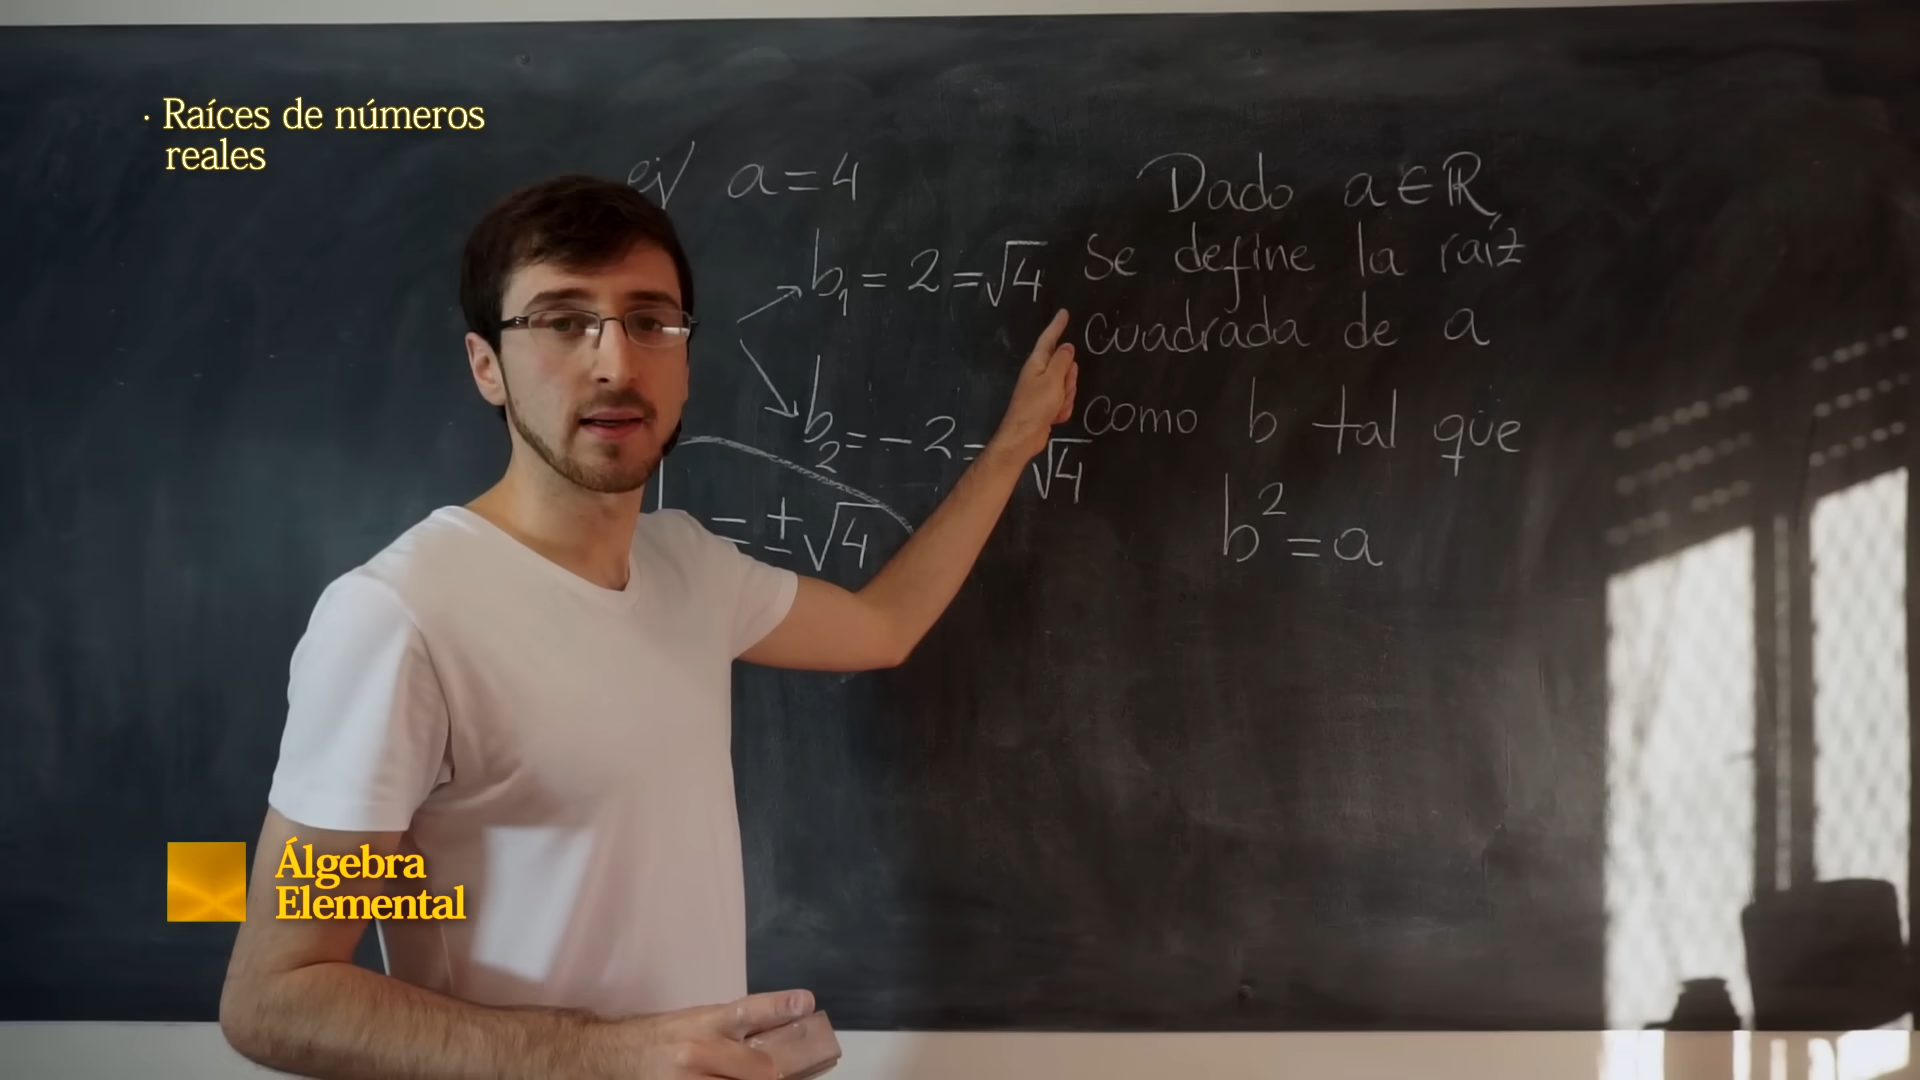 · Raíces de números
reales
ej/ a=4
b₁ = 2 = √4
b₂ = -2 = √4
= ±√4
Dado a∈ℝ
Se define la raíz
cuadrada de a
como b tal que
b² = a
Álgebra
Elemental